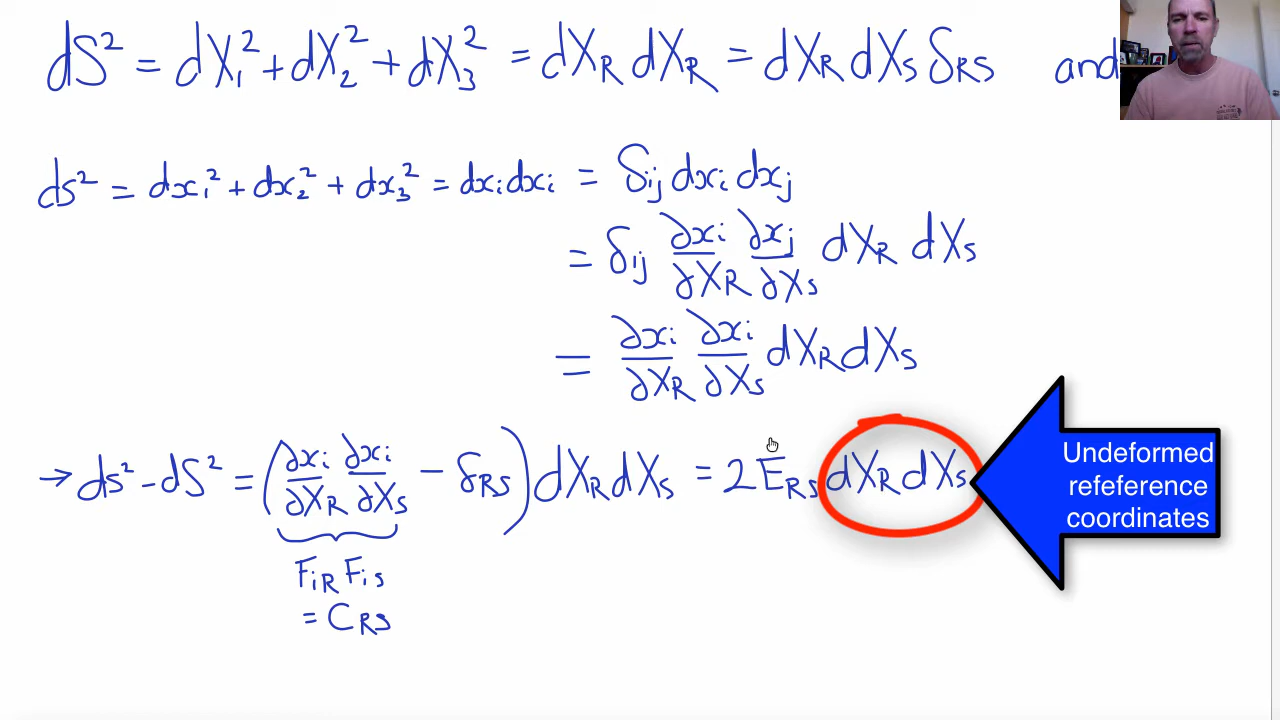 dS² = dX₁² + dX₂² + dX₃² = dX_R dX_R = dX_R dX_S δ_RS and
ds² = dx₁² + dx₂² + dx₃² = dx_i dx_i = δ_ij dx_i dx_j
= δ_ij ∂x_i/∂X_R ∂x_j/∂X_S dX_R dX_S
= ∂x_i/∂X_R ∂x_i/∂X_S dX_R dX_S
→ ds² - dS² = (∂x_i/∂X_R ∂x_i/∂X_S - δ_RS) dX_R dX_S = 2 E_RS dX_R dX_S
F_iR F_iS
= C_RS
Undeformed
refeference
coordinates